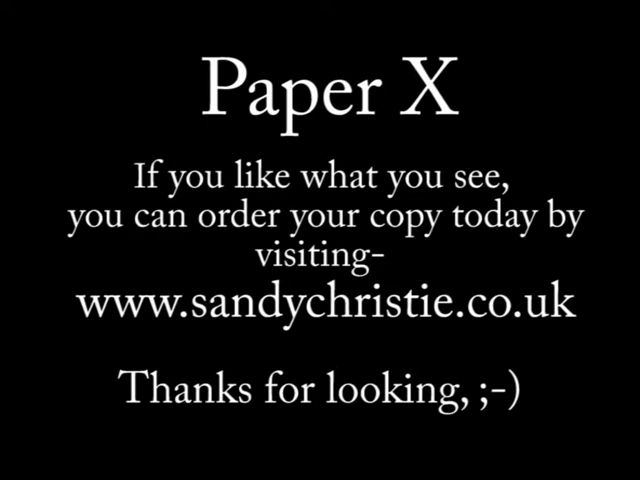 Paper X
If you like what you see,
you can order your copy today by
visiting-
www.sandychristie.co.uk
Thanks for looking, ;-)